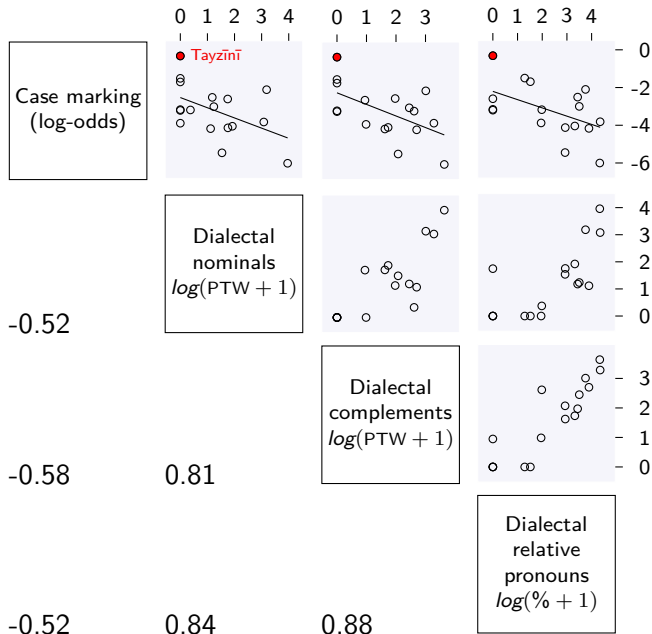 0 1 2 3 4
0 1 2 3
0 1 2 3 4
Case marking
(log-odds)
Tayzīnī
0
-2
-4
-6
Dialectal
nominals
log(PTW + 1)
4
3
2
1
0
-0.52
Dialectal
complements
log(PTW + 1)
3
2
1
0
-0.58
0.81
Dialectal
relative
pronouns
log(% + 1)
-0.52
0.84
0.88